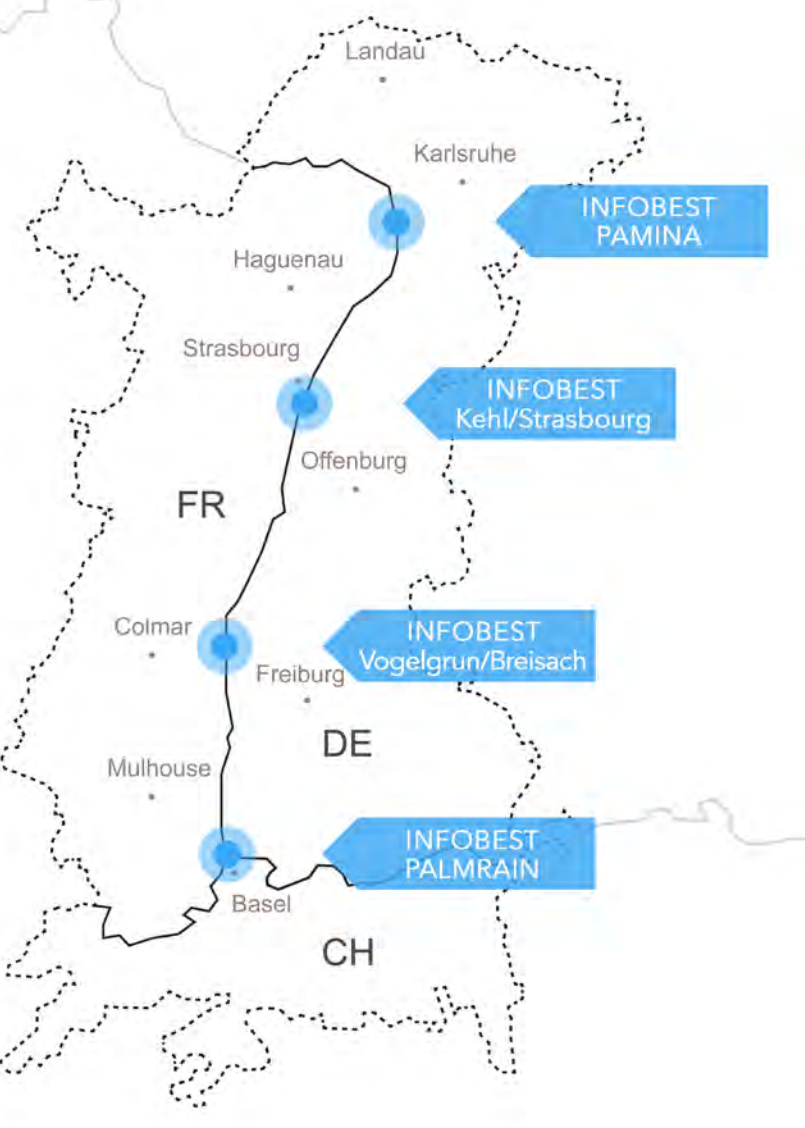 Landau
Karlsruhe
INFOBEST
PAMINA
Haguenau
Strasbourg
INFOBEST
Kehl/Strasbourg
Offenburg
FR
Colmar
INFOBEST
Vogelgrun/Breisach
Freiburg
DE
Mulhouse
INFOBEST
PALMRAIN
Basel
CH